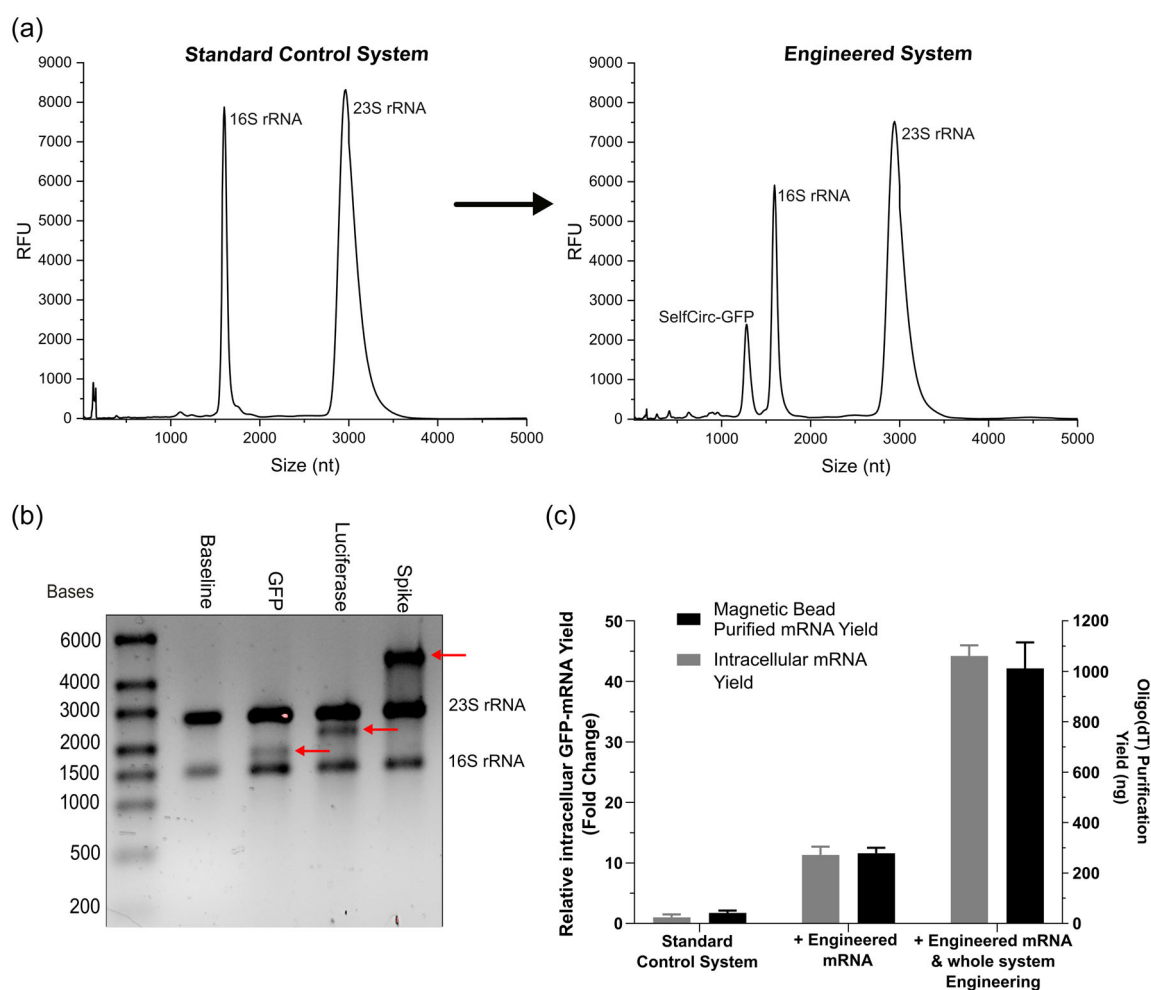 (a)
Standard Control System
9000
8000
7000
6000
5000
4000
3000
2000
1000
0
RFU
16S rRNA
23S rRNA
1000
2000
3000
4000
5000
Size (nt)
Engineered System
9000
8000
7000
6000
5000
4000
3000
2000
1000
0
RFU
SelfCirc-GFP
16S rRNA
23S rRNA
1000
2000
3000
4000
5000
Size (nt)
(b)
Bases
Baseline
GFP
Luciferase
Spike
6000
4000
3000
2000
1500
1000
500
200
23S rRNA
16S rRNA
(c)
Magnetic Bead
Purified mRNA Yield
Intracellular mRNA
Yield
Relative intracelluar GFP-mRNA Yield
(Fold Change)
50
40
30
20
10
0
1200
1000
800
600
400
200
0
Oligo(dT) Purification
Yield (ng)
Standard
Control System
+ Engineered
mRNA
+ Engineered mRNA
& whole system
Engineering